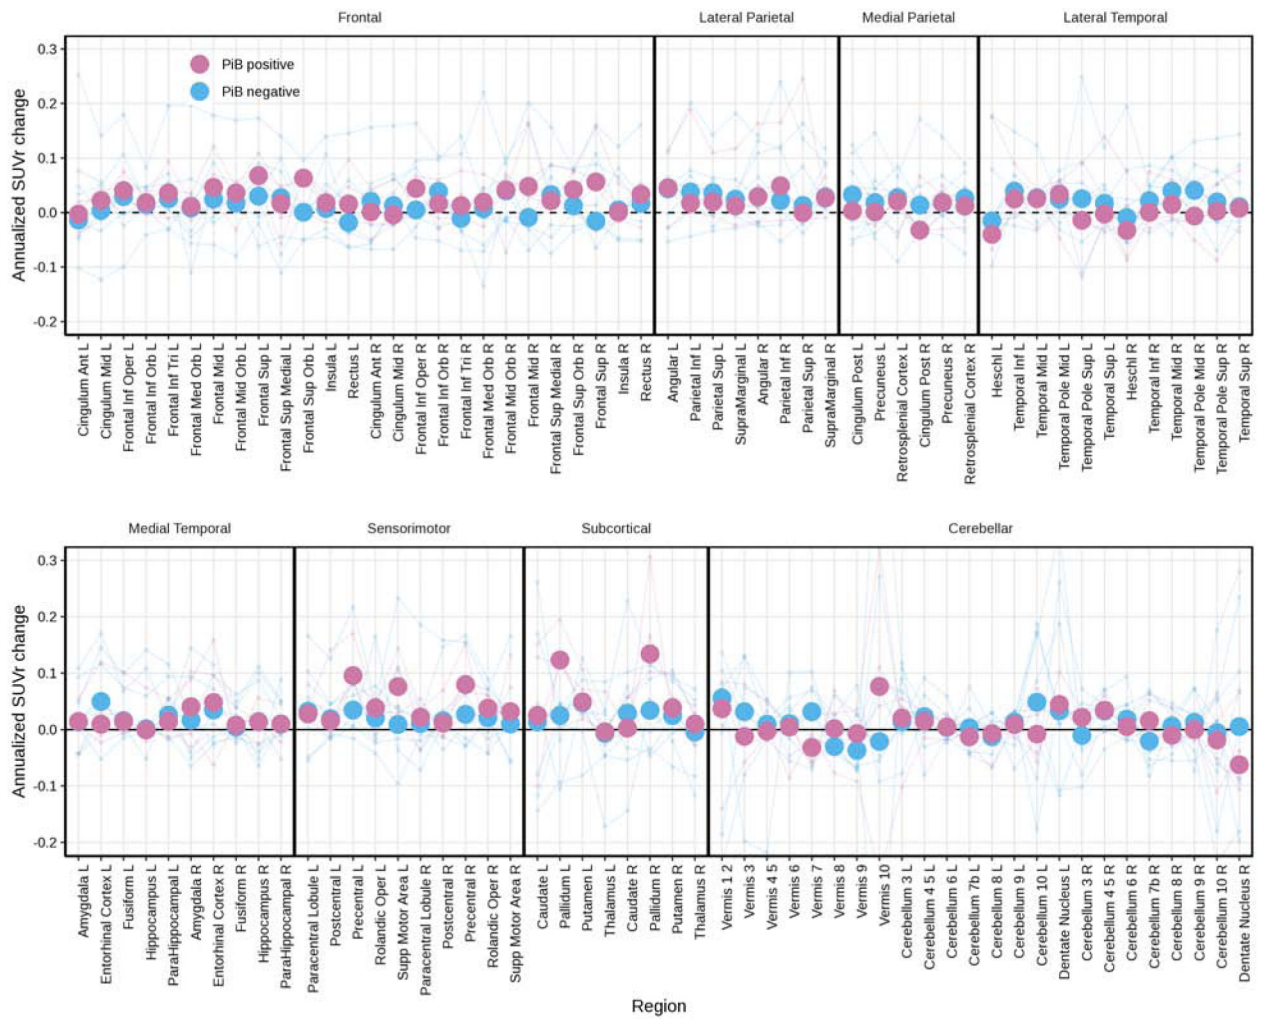 Frontal
Lateral Parietal
Medial Parietal
Lateral Temporal
PiB positive
PiB negative
Annualized SUVr change
0.3
0.2
0.1
0.0
-0.1
-0.2
Cingulum Ant L
Cingulum Mid L
Frontal Inf Oper L
Frontal Inf Orb L
Frontal Inf Tri L
Frontal Med Orb L
Frontal Mid L
Frontal Mid Orb L
Frontal Sup L
Frontal Sup Medial L
Frontal Sup Orb L
Insula L
Rectus L
Cingulum Ant R
Cingulum Mid R
Frontal Inf Oper R
Frontal Inf Orb R
Frontal Inf Tri R
Frontal Med Orb R
Frontal Mid Orb R
Frontal Mid R
Frontal Sup Medial R
Frontal Sup Orb R
Frontal Sup R
Insula R
Rectus R
Angular L
Parietal Inf L
Parietal Sup L
SupraMarginal L
Angular R
Parietal Inf R
Parietal Sup R
SupraMarginal R
Cingulum Post L
Precuneus L
Retrosplenial Cortex L
Cingulum Post R
Precuneus R
Retrosplenial Cortex R
Heschl L
Temporal Inf L
Temporal Mid L
Temporal Pole Mid L
Temporal Pole Sup L
Temporal Sup L
Heschl R
Temporal Inf R
Temporal Mid R
Temporal Pole Mid R
Temporal Pole Sup R
Temporal Sup R
Medial Temporal
Sensorimotor
Subcortical
Cerebellar
Annualized SUVr change
0.3
0.2
0.1
0.0
-0.1
-0.2
Amygdala L
Entorhinal Cortex L
Fusiform L
Hippocampus L
ParaHippocampal L
Amygdala R
Entorhinal Cortex R
Fusiform R
Hippocampus R
ParaHippocampal R
Paracentral Lobule L
Postcentral L
Precentral L
Rolandic Oper L
Supp Motor Area L
Paracentral Lobule R
Postcentral R
Precentral R
Rolandic Oper R
Supp Motor Area R
Caudate L
Pallidum L
Putamen L
Thalamus L
Caudate R
Pallidum R
Putamen R
Thalamus R
Vermis 1 2
Vermis 3
Vermis 4 5
Vermis 6
Vermis 7
Vermis 8
Vermis 9
Vermis 10
Cerebellum 3 L
Cerebellum 4 5 L
Cerebellum 6 L
Cerebellum 7b L
Cerebellum 8 L
Cerebellum 9 L
Cerebellum 10 L
Dentate Nucleus L
Cerebellum 3 R
Cerebellum 4 5 R
Cerebellum 6 R
Cerebellum 7b R
Cerebellum 8 R
Cerebellum 9 R
Cerebellum 10 R
Dentate Nucleus R
Region